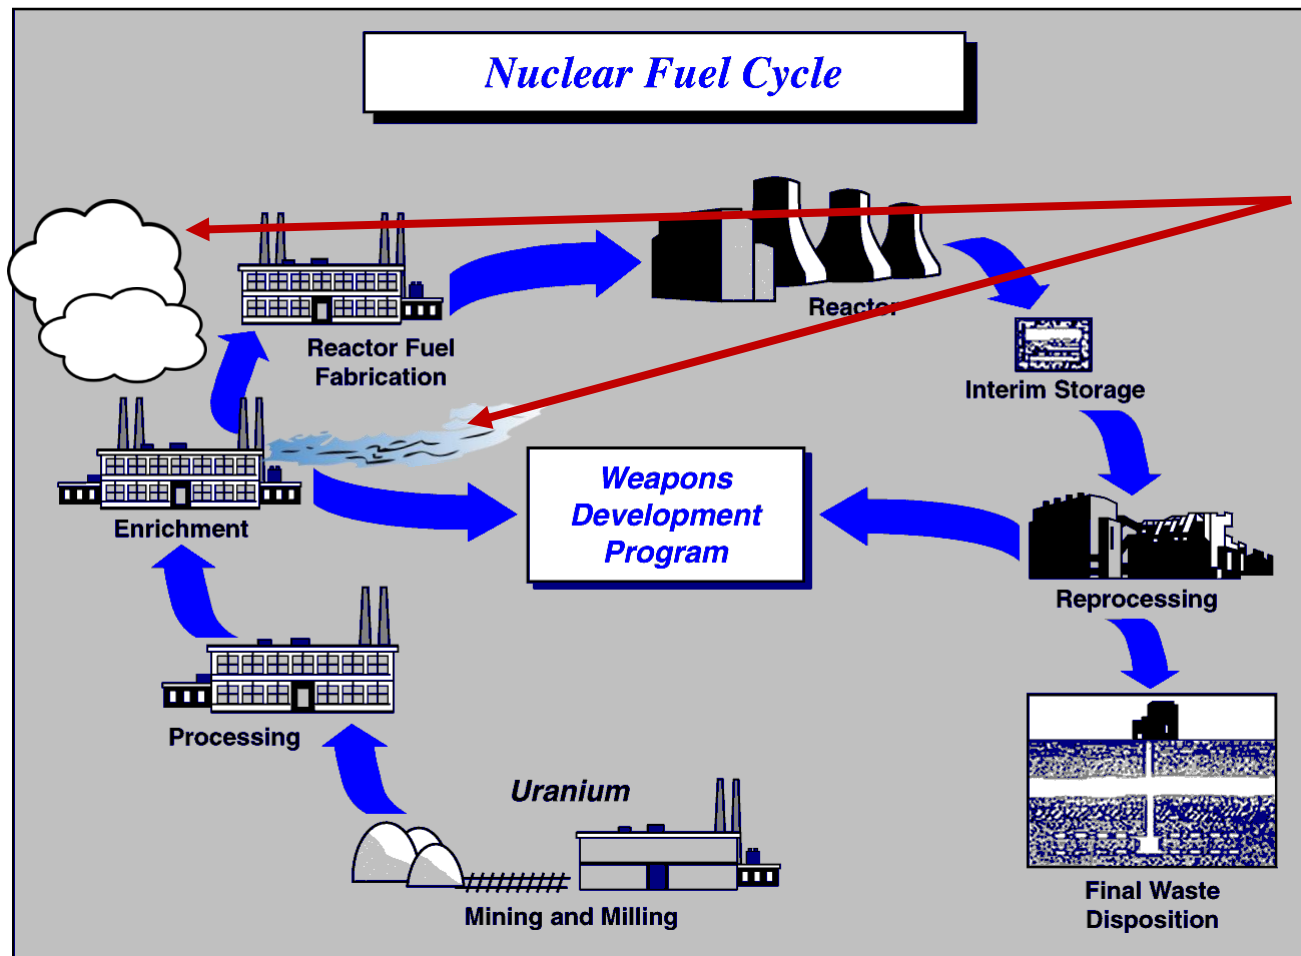 Nuclear Fuel Cycle
Reactor
Reactor Fuel
Fabrication
Interim Storage
Weapons
Development
Program
Enrichment
Reprocessing
Processing
Uranium
Mining and Milling
Final Waste
Disposition